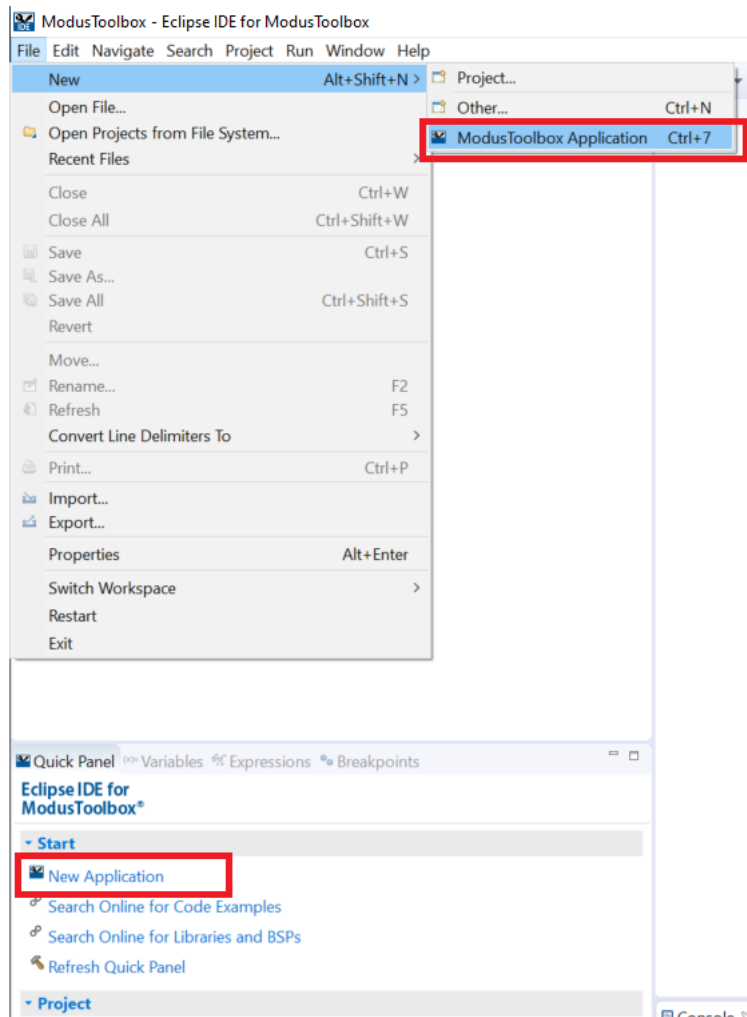 ModusToolbox - Eclipse IDE for ModusToolbox
File Edit Navigate Search Project Run Window Help
New Alt+Shift+N >
Project...
Open File...
Other... Ctrl+N
Open Projects from File System...
ModusToolbox Application Ctrl+7
Recent Files >
Close Ctrl+W
Close All Ctrl+Shift+W
Save Ctrl+S
Save As...
Save All Ctrl+Shift+S
Revert
Move...
Rename... F2
Refresh F5
Convert Line Delimiters To >
Print... Ctrl+P
Import...
Export...
Properties Alt+Enter
Switch Workspace >
Restart
Exit
Quick Panel (x)= Variables Expressions Breakpoints
Eclipse IDE for
ModusToolbox®
Start
New Application
Search Online for Code Examples
Search Online for Libraries and BSPs
Refresh Quick Panel
Project
Console